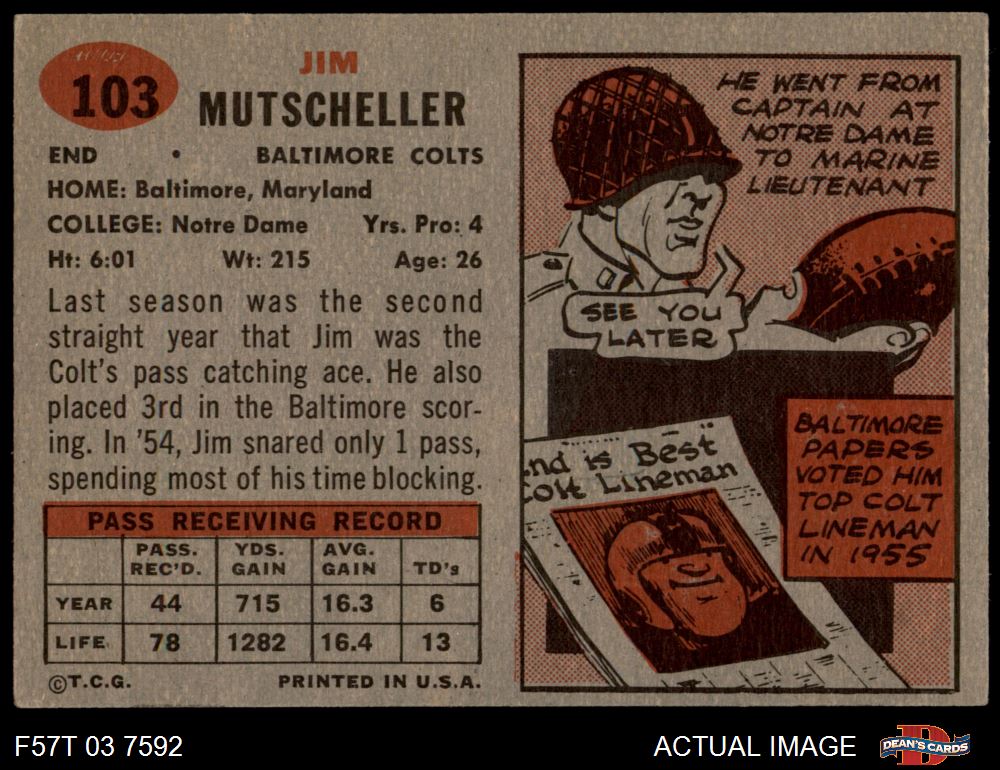 103
JIM
MUTSCHELLER
END • BALTIMORE COLTS
HOME: Baltimore, Maryland
COLLEGE: Notre Dame Yrs. Pro: 4
Ht: 6:01 Wt: 215 Age: 26
Last season was the second
straight year that Jim was the
Colt's pass catching ace. He also
placed 3rd in the Baltimore scor-
ing. In '54, Jim snared only 1 pass,
spending most of his time blocking.
PASS RECEIVING RECORD
PASS. REC'D. YDS. GAIN AVG. GAIN TD's
YEAR 44 715 16.3 6
LIFE 78 1282 16.4 13
©T.C.G. PRINTED IN U.S.A.
HE WENT FROM
CAPTAIN AT
NOTRE DAME
TO MARINE
LIEUTENANT
SEE YOU
LATER
BALTIMORE
PAPERS
VOTED HIM
TOP COLT
LINEMAN
IN 1955
nd is Best
olt Lineman
F57T 03 7592
ACTUAL IMAGE
DEAN'S CARDS